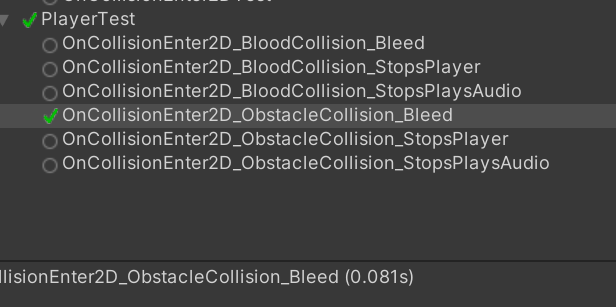 PlayerTest
OnCollisionEnter2D_BloodCollision_Bleed
OnCollisionEnter2D_BloodCollision_StopsPlayer
OnCollisionEnter2D_BloodCollision_StopsPlaysAudio
OnCollisionEnter2D_ObstacleCollision_Bleed
OnCollisionEnter2D_ObstacleCollision_StopsPlayer
OnCollisionEnter2D_ObstacleCollision_StopsPlaysAudio
llisionEnter2D_ObstacleCollision_Bleed (0.081s)